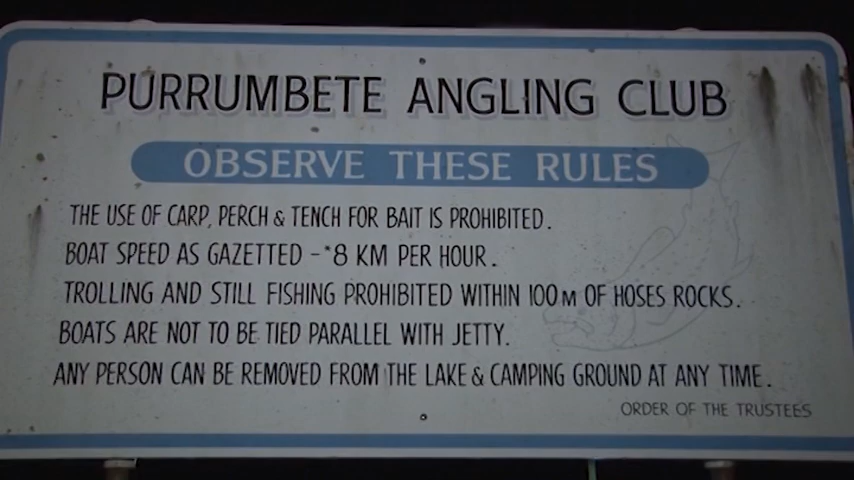 PURRUMBETE ANGLING CLUB
OBSERVE THESE RULES
THE USE OF CARP, PERCH & TENCH FOR BAIT IS PROHIBITED.
BOAT SPEED AS GAZETTED - *8 KM PER HOUR.
TROLLING AND STILL FISHING PROHIBITED WITHIN 100M OF HOSES ROCKS.
BOATS ARE NOT TO BE TIED PARALLEL WITH JETTY.
ANY PERSON CAN BE REMOVED FROM THE LAKE & CAMPING GROUND AT ANY TIME.
ORDER OF THE TRUSTEES